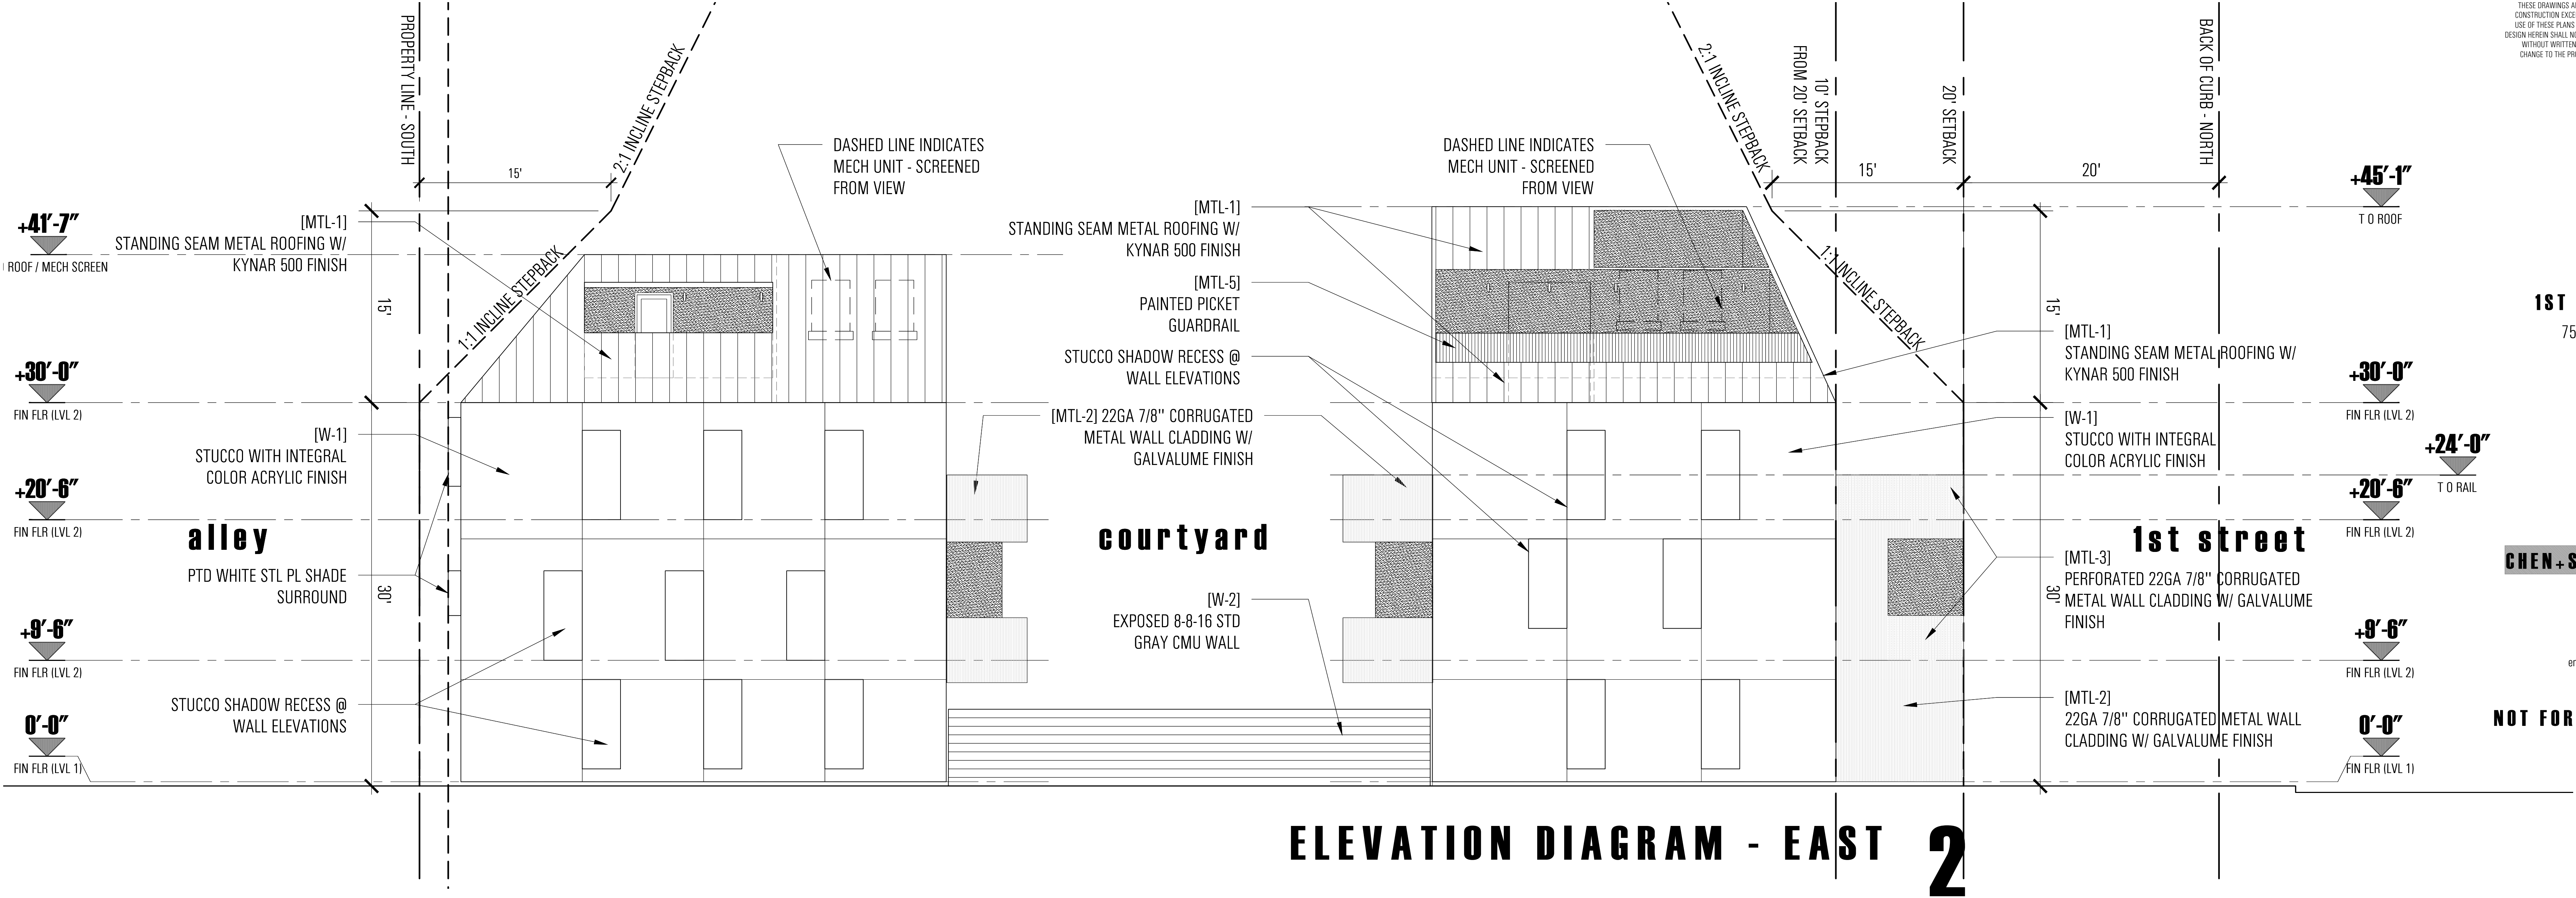 THESE DRAWINGS A
CONSTRUCTION EXCE
USE OF THESE PLANS
DESIGN HEREIN SHALL NO
WITHOUT WRITTEN
CHANGE TO THE PR
PROPERTY LINE - SOUTH
15'
2:1 INCLINE STEPBACK
1:1 INCLINE STEPBACK
DASHED LINE INDICATES
MECH UNIT - SCREENED
FROM VIEW
DASHED LINE INDICATES
MECH UNIT - SCREENED
FROM VIEW
2:1 INCLINE STEPBACK
1:1 INCLINE STEPBACK
10' STEPBACK
FROM 20' SETBACK
15'
20' SETBACK
20'
BACK OF CURB - NORTH
+41'-7"
ROOF / MECH SCREEN
+30'-0"
FIN FLR (LVL 2)
+20'-6"
FIN FLR (LVL 2)
+9'-6"
FIN FLR (LVL 2)
0'-0"
FIN FLR (LVL 1)
[MTL-1]
STANDING SEAM METAL ROOFING W/
KYNAR 500 FINISH
15'
[W-1]
STUCCO WITH INTEGRAL
COLOR ACRYLIC FINISH
alley
PTD WHITE STL PL SHADE
SURROUND
30'
STUCCO SHADOW RECESS @
WALL ELEVATIONS
[MTL-1]
STANDING SEAM METAL ROOFING W/
KYNAR 500 FINISH
[MTL-5]
PAINTED PICKET
GUARDRAIL
STUCCO SHADOW RECESS @
WALL ELEVATIONS
[MTL-2] 22GA 7/8" CORRUGATED
METAL WALL CLADDING W/
GALVALUME FINISH
courtyard
[W-2]
EXPOSED 8-8-16 STD
GRAY CMU WALL
15'
[MTL-1]
STANDING SEAM METAL ROOFING W/
KYNAR 500 FINISH
[W-1]
STUCCO WITH INTEGRAL
COLOR ACRYLIC FINISH
1st street
30'
[MTL-3]
PERFORATED 22GA 7/8" CORRUGATED
METAL WALL CLADDING W/ GALVALUME
FINISH
[MTL-2]
22GA 7/8" CORRUGATED METAL WALL
CLADDING W/ GALVALUME FINISH
+45'-1"
T O ROOF
+30'-0"
FIN FLR (LVL 2)
+24'-0"
T O RAIL
+20'-6"
FIN FLR (LVL 2)
+9'-6"
FIN FLR (LVL 2)
0'-0"
FIN FLR (LVL 1)
1ST
75
CHEN+S
er
NOT FOR
ELEVATION DIAGRAM - EAST 2